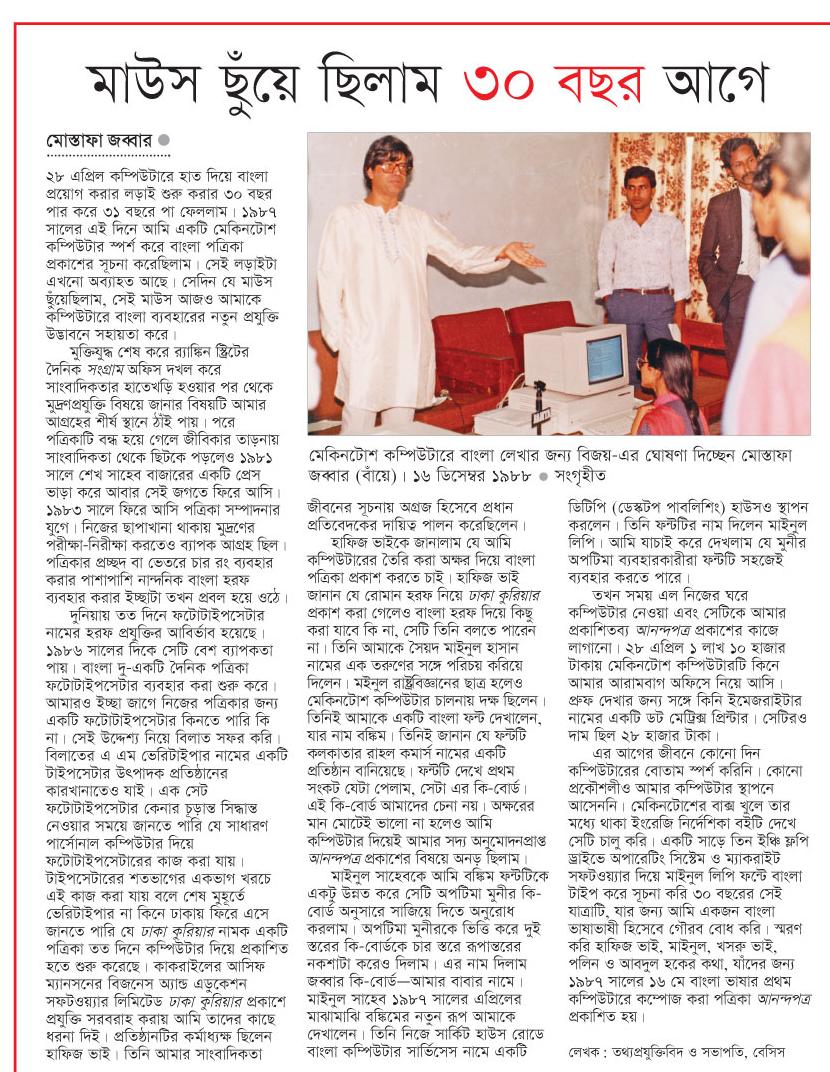 মাউস ছুঁয়ে ছিলাম ৩০ বছর আগে
মোস্তাফা জব্বার
২৮ এপ্রিল কম্পিউটারে হাত দিয়ে বাংলা
প্রয়োগ করার লড়াই শুরু করার ৩০ বছর
পার করে ৩১ বছরে পা ফেললাম। ১৯৮৭
সালের এই দিনে আমি একটি মেকিনটোশ
কম্পিউটার স্পর্শ করে বাংলা পত্রিকা
প্রকাশের সূচনা করেছিলাম। সেই লড়াইটা
এখনো অব্যাহত আছে। সেদিন যে মাউস
ছুঁয়েছিলাম, সেই মাউস আজও আমাকে
কম্পিউটারে বাংলা ব্যবহারের নতুন প্রযুক্তি
উদ্ভাবনে সহায়তা করে।
মুক্তিযুদ্ধ শেষ করে র‍্যাঙ্কিন স্ট্রিটের
দৈনিক সংগ্রাম অফিস দখল করে
সাংবাদিকতার হাতেখড়ি হওয়ার পর থেকে
মুদ্রণপ্রযুক্তি বিষয়ে জানার বিষয়টি আমার
আগ্রহের শীর্ষ স্থানে ঠাঁই পায়। পরে
পত্রিকাটি বন্ধ হয়ে গেলে জীবিকার তাড়নায়
সাংবাদিকতা থেকে ছিটকে পড়লেও ১৯৮১
সালে শেখ সাহেব বাজারের একটি প্রেস
ভাড়া করে আবার সেই জগতে ফিরে আসি।
১৯৮৩ সালে ফিরে আসি পত্রিকা সম্পাদনার
যুগে। নিজের ছাপাখানা থাকায় মুদ্রণের
পরীক্ষা-নিরীক্ষা করতেও ব্যাপক আগ্রহ ছিল।
পত্রিকার প্রচ্ছদ বা ভেতরে চার রং ব্যবহার
করার পাশাপাশি নান্দনিক বাংলা হরফ
ব্যবহার করার ইচ্ছাটা তখন প্রবল হয়ে ওঠে।
দুনিয়ায় তত দিনে ফটোটাইপসেটার
নামের হরফ প্রযুক্তির আবির্ভাব হয়েছে।
১৯৮৬ সালের দিকে সেটি বেশ ব্যাপকতা
পায়। বাংলা দু-একটি দৈনিক পত্রিকা
ফটোটাইপসেটার ব্যবহার করা শুরু করে।
আমারও ইচ্ছা জাগে নিজের পত্রিকার জন্য
একটি ফটোটাইপসেটার কিনতে পারি কি
না। সেই উদ্দেশ্য নিয়ে বিলাত সফর করি।
বিলাতের এ এম ভেরিটাইপার নামের একটি
টাইপসেটার উৎপাদক প্রতিষ্ঠানের
কারখানাতেও যাই। এক সেট
ফটোটাইপসেটার কেনার চূড়ান্ত সিদ্ধান্ত
নেওয়ার সময়ে জানতে পারি যে সাধারণ
পার্সোনাল কম্পিউটার দিয়ে
ফটোটাইপসেটারের কাজ করা যায়।
টাইপসেটারের শতভাগের একভাগ খরচে
এই কাজ করা যায় বলে শেষ মুহূর্তে
ভেরিটাইপার না কিনে ঢাকায় ফিরে এসে
জানতে পারি যে ঢাকা কুরিয়ার নামক একটি
পত্রিকা তত দিনে কম্পিউটার দিয়ে প্রকাশিত
হতে শুরু করেছে। কাকরাইলের আসিফ
ম্যানসনের বিজনেস অ্যান্ড এডুকেশন
সফটওয়্যার লিমিটেড ঢাকা কুরিয়ার প্রকাশে
প্রযুক্তি সরবরাহ করায় আমি তাদের কাছে
ধরনা দিই। প্রতিষ্ঠানটির কর্মাধ্যক্ষ ছিলেন
হাফিজ ভাই। তিনি আমার সাংবাদিকতা
মেকিনটোশ কম্পিউটারে বাংলা লেখার জন্য বিজয়-এর ঘোষণা দিচ্ছেন মোস্তাফা
জব্বার (বাঁয়ে)। ১৬ ডিসেম্বর ১৯৮৮ ● সংগৃহীত
জীবনের সূচনায় অগ্রজ হিসেবে প্রধান
প্রতিবেদকের দায়িত্ব পালন করেছিলেন।
হাফিজ ভাইকে জানালাম যে আমি
কম্পিউটারের তৈরি করা অক্ষর দিয়ে বাংলা
পত্রিকা প্রকাশ করতে চাই। হাফিজ ভাই
জানান যে রোমান হরফ নিয়ে ঢাকা কুরিয়ার
প্রকাশ করা গেলেও বাংলা হরফ দিয়ে কিছু
করা যাবে কি না, সেটি তিনি বলতে পারেন
না। তিনি আমাকে সৈয়দ মাইনুল হাসান
নামের এক তরুণের সঙ্গে পরিচয় করিয়ে
দিলেন। মইনুল রাষ্ট্রবিজ্ঞানের ছাত্র হলেও
মেকিনটোশ কম্পিউটার চালনায় দক্ষ ছিলেন।
তিনিই আমাকে একটি বাংলা ফন্ট দেখালেন,
যার নাম বঙ্কিম। তিনিই জানান যে ফন্টটি
কলকাতার রাহুল কমার্স নামের একটি
প্রতিষ্ঠান বানিয়েছে। ফন্টটি দেখে প্রথম
সংকট যেটা পেলাম, সেটা এর কি-বোর্ড।
এই কি-বোর্ড আমাদের চেনা নয়। অক্ষরের
মান মোটেই ভালো না হলেও আমি
কম্পিউটার দিয়েই আমার সদ্য অনুমোদনপ্রাপ্ত
আনন্দপত্র প্রকাশের বিষয়ে অনড় ছিলাম।
মাইনুল সাহেবকে আমি বঙ্কিম ফন্টটিকে
একটু উন্নত করে সেটি অপটিমা মুনীর কি-
বোর্ড অনুসারে সাজিয়ে দিতে অনুরোধ
করলাম। অপটিমা মুনীরকে ভিত্তি করে দুই
স্তরের কি-বোর্ডকে চার স্তরে রূপান্তরের
নকশাটা করেও দিলাম। এর নাম দিলাম
জব্বার কি-বোর্ড—আমার বাবার নামে।
মাইনুল সাহেব ১৯৮৭ সালের এপ্রিলের
মাঝামাঝি বঙ্কিমের নতুন রূপ আমাকে
দেখালেন। তিনি নিজে সার্কিট হাউস রোডে
বাংলা কম্পিউটার সার্ভিসেস নামে একটি
ডিটিপি (ডেস্কটপ পাবলিশিং) হাউসও স্থাপন
করলেন। তিনি ফন্টটির নাম দিলেন মাইনুল
লিপি। আমি যাচাই করে দেখলাম যে মুনীর
অপটিমা ব্যবহারকারীরা ফন্টটি সহজেই
ব্যবহার করতে পারে।
তখন সময় এল নিজের ঘরে
কম্পিউটার নেওয়া এবং সেটিকে আমার
প্রকাশিতব্য আনন্দপত্র প্রকাশের কাজে
লাগানো। ২৮ এপ্রিল ১ লাখ ১০ হাজার
টাকায় মেকিনটোশ কম্পিউটারটি কিনে
আমার আরামবাগ অফিসে নিয়ে আসি।
প্রুফ দেখার জন্য সঙ্গে কিনি ইমেজরাইটার
নামের একটি ডট মেট্রিক্স প্রিন্টার। সেটিরও
দাম ছিল ২৮ হাজার টাকা।
এর আগের জীবনে কোনো দিন
কম্পিউটারের বোতাম স্পর্শ করিনি। কোনো
প্রকৌশলীও আমার কম্পিউটার স্থাপনে
আসেননি। মেকিনটোশের বাক্স খুলে তার
মধ্যে থাকা ইংরেজি নির্দেশিকা বইটি দেখে
সেটি চালু করি। একটি সাড়ে তিন ইঞ্চি ফ্লপি
ড্রাইভে অপারেটিং সিস্টেম ও ম্যাকরাইট
সফটওয়্যার দিয়ে মাইনুল লিপি ফন্টে বাংলা
টাইপ করে সূচনা করি ৩০ বছরের সেই
যাত্রাটি, যার জন্য আমি একজন বাংলা
ভাষাভাষী হিসেবে গৌরব বোধ করি। স্মরণ
করি হাফিজ ভাই, মাইনুল, খসরু ভাই,
পলিন ও আবদুল হকের কথা, যাঁদের জন্য
১৯৮৭ সালের ১৬ মে বাংলা ভাষার প্রথম
কম্পিউটারে কম্পোজ করা পত্রিকা আনন্দপত্র
প্রকাশিত হয়।
লেখক : তথ্যপ্রযুক্তিবিদ ও সভাপতি, বেসিস